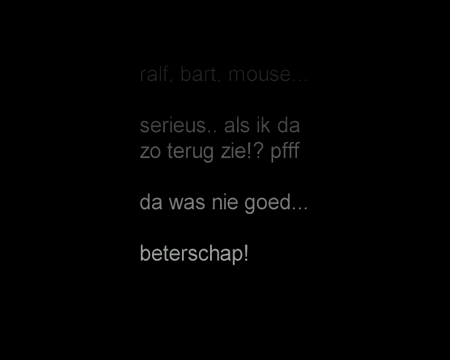 ralf, bart. mouse...
serieus.. als ik da
zo terug zie!? pfff
da was nie goed...
beterschap!